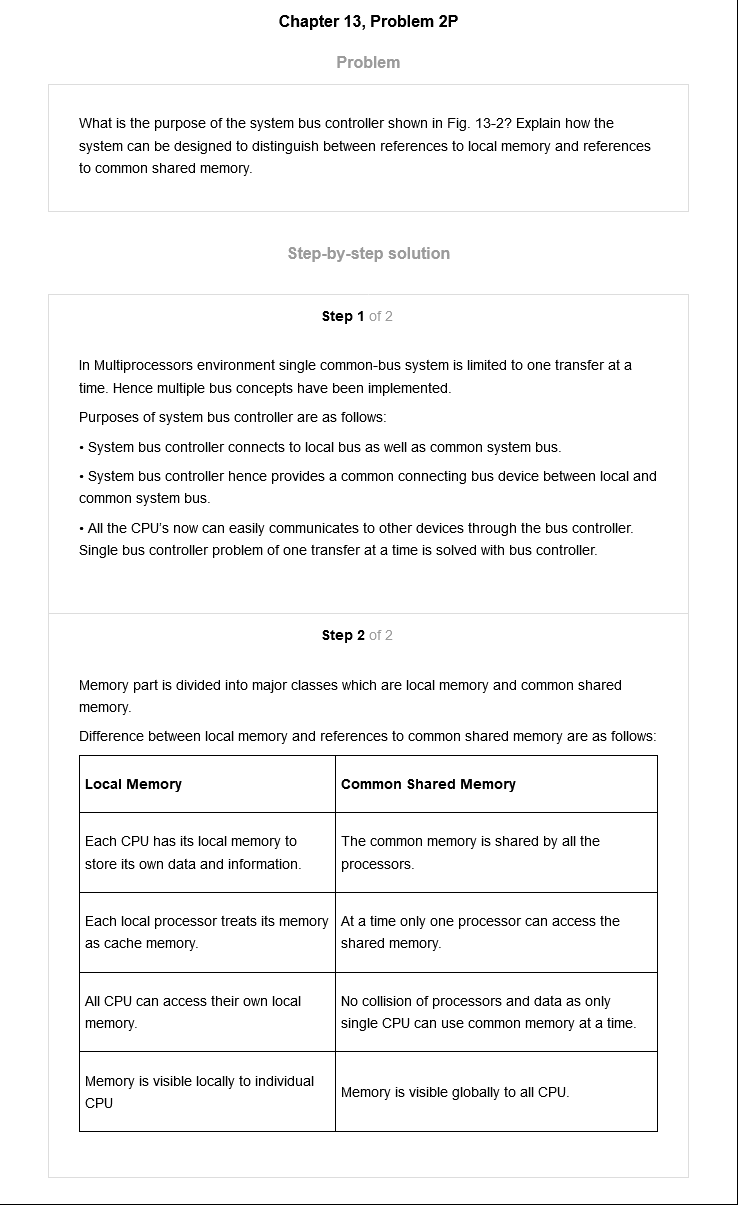 Chapter 13, Problem 2P
Problem
What is the purpose of the system bus controller shown in Fig. 13-2? Explain how the
system can be designed to distinguish between references to local memory and references
to common shared memory.
Step-by-step solution
Step 1 of 2
In Multiprocessors environment single common-bus system is limited to one transfer at a
time. Hence multiple bus concepts have been implemented.
Purposes of system bus controller are as follows:
• System bus controller connects to local bus as well as common system bus.
• System bus controller hence provides a common connecting bus device between local and
common system bus.
• All the CPU's now can easily communicates to other devices through the bus controller.
Single bus controller problem of one transfer at a time is solved with bus controller.
Step 2 of 2
Memory part is divided into major classes which are local memory and common shared
memory.
Difference between local memory and references to common shared memory are as follows:
Local Memory
Common Shared Memory
Each CPU has its local memory to
store its own data and information.
The common memory is shared by all the
processors.
Each local processor treats its memory
as cache memory.
At a time only one processor can access the
shared memory.
All CPU can access their own local
memory.
No collision of processors and data as only
single CPU can use common memory at a time.
Memory is visible locally to individual
CPU
Memory is visible globally to all CPU.